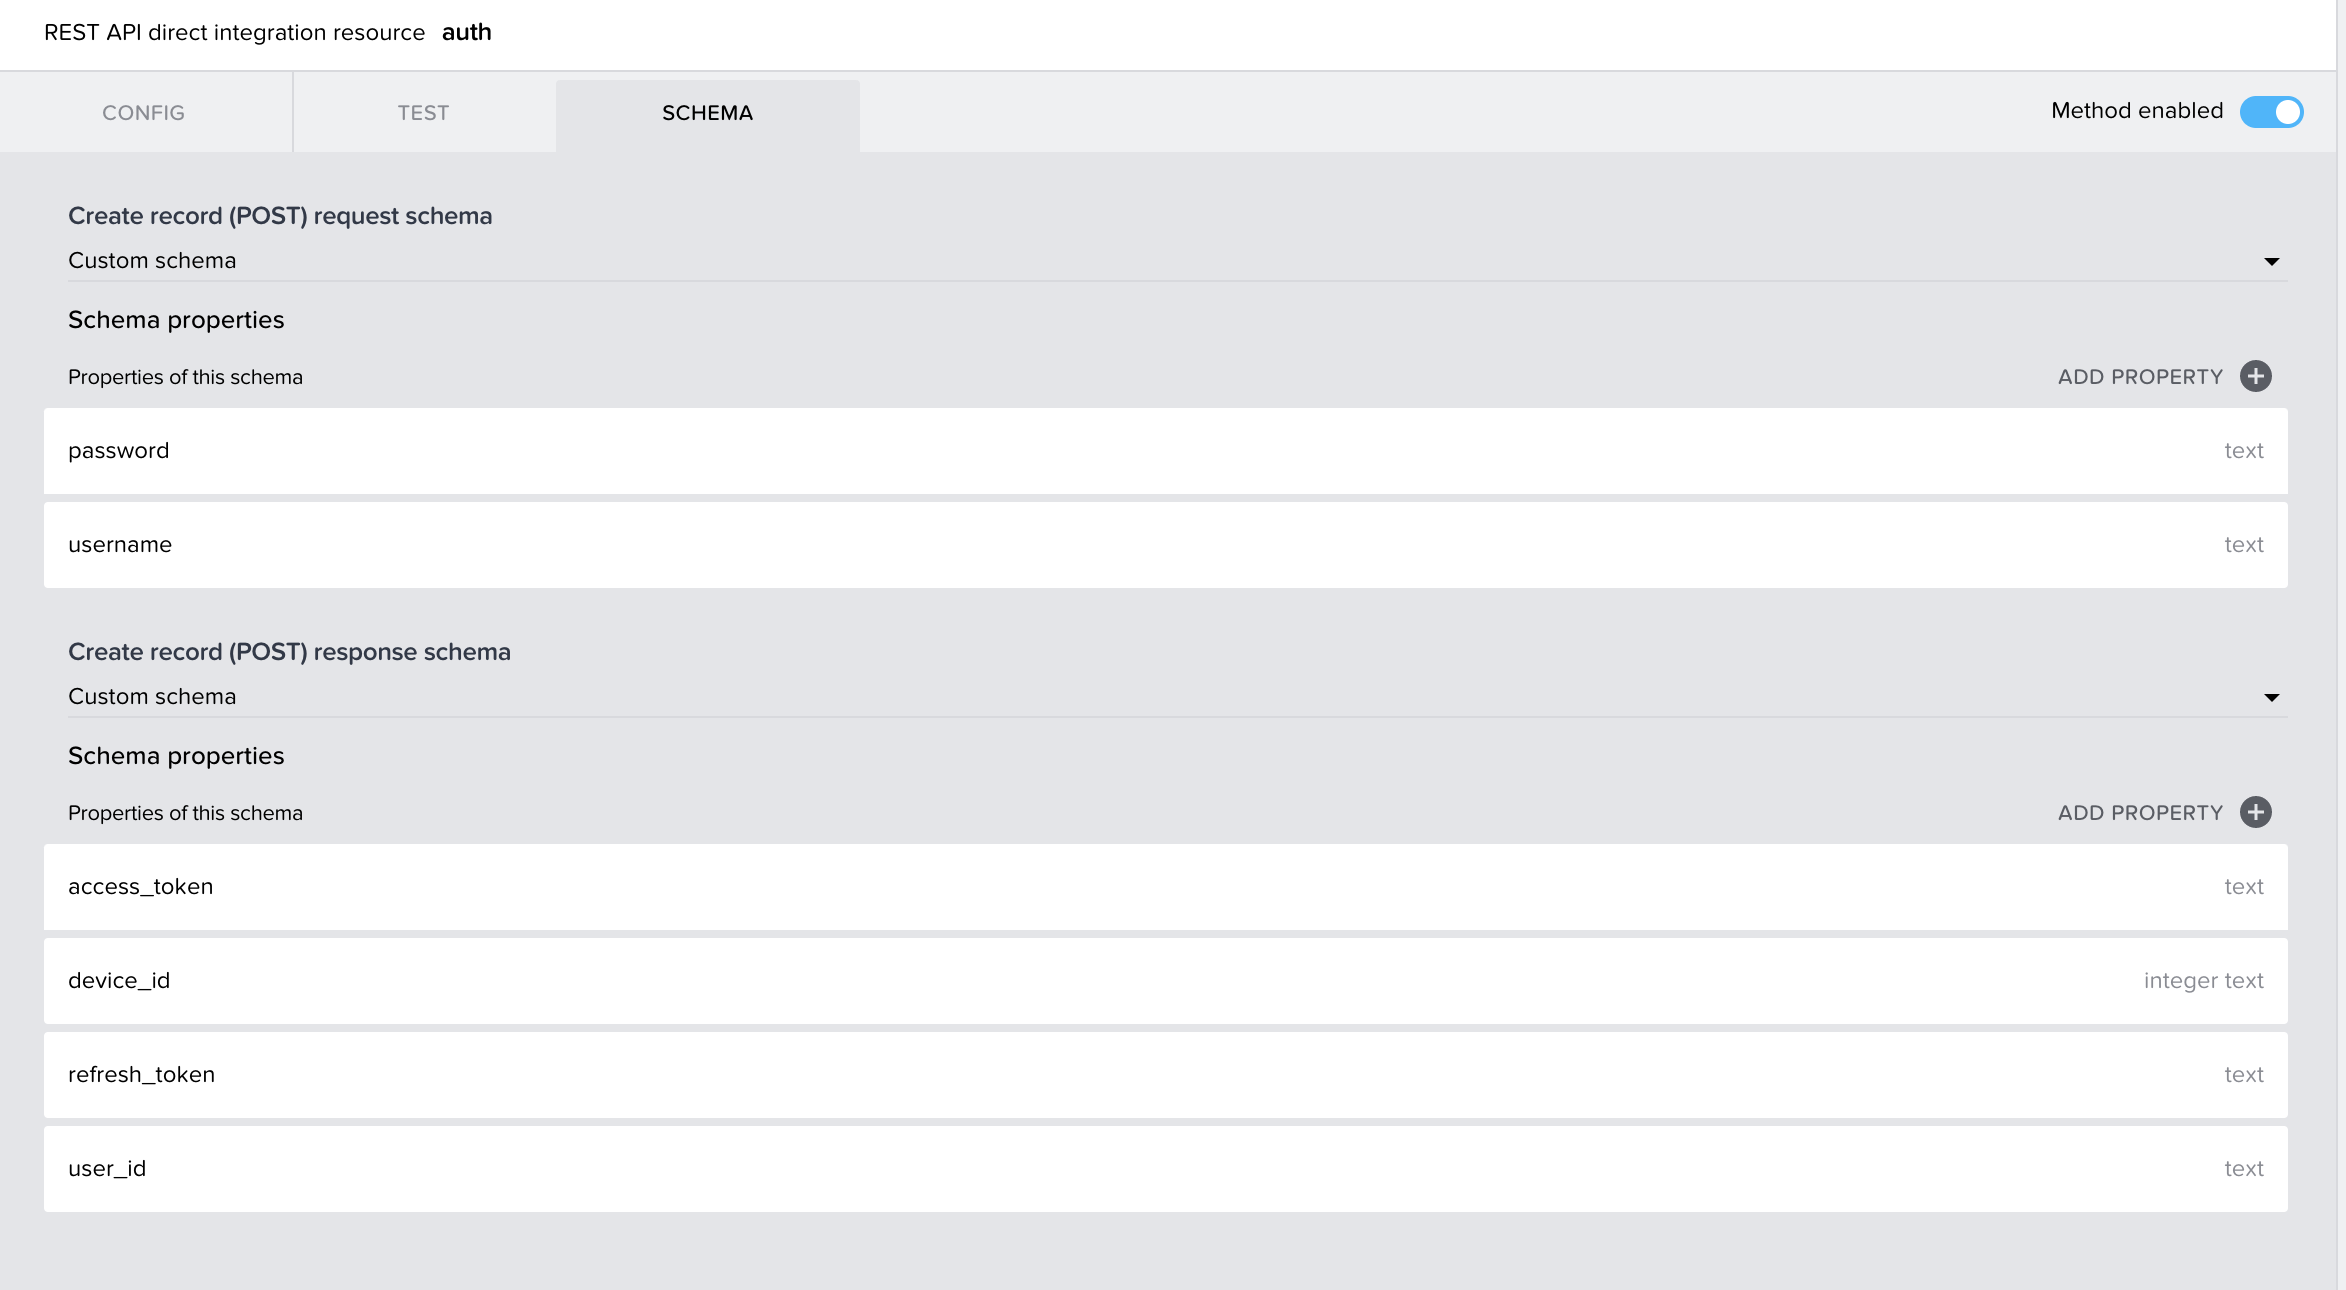 REST API direct integration resource auth
CONFIG TEST SCHEMA Method enabled
Create record (POST) request schema
Custom schema
Schema properties
Properties of this schema ADD PROPERTY
password text
username text
Create record (POST) response schema
Custom schema
Schema properties
Properties of this schema ADD PROPERTY
access_token text
device_id integer text
refresh_token text
user_id text